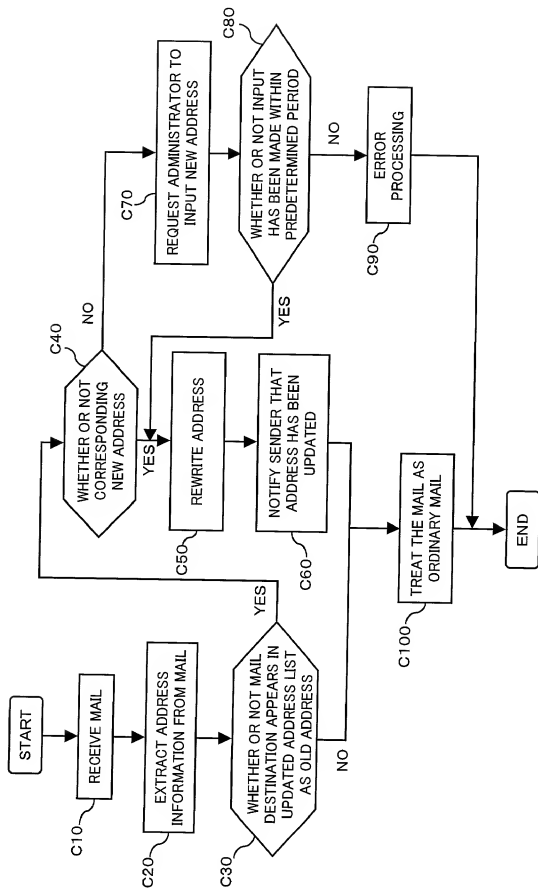 START
C10
RECEIVE MAIL
C20
EXTRACT ADDRESS
INFORMATION FROM MAIL
C30
WHETHER OR NOT MAIL
DESTINATION APPEARS IN
UPDATED ADDRESS LIST
AS OLD ADDRESS
YES
NO
C40
WHETHER OR NOT
CORRESPONDING
NEW ADDRESS
NO
YES
C50
REWRITE ADDRESS
C60
NOTIFY SENDER THAT
ADDRESS HAS BEEN
UPDATED
C70
REQUEST ADMINISTRATOR TO
INPUT NEW ADDRESS
C80
WHETHER OR NOT INPUT
HAS BEEN MADE WITHIN
PREDETERMINED PERIOD
YES
NO
C90
ERROR
PROCESSING
C100
TREAT THE MAIL AS
ORDINARY MAIL
END